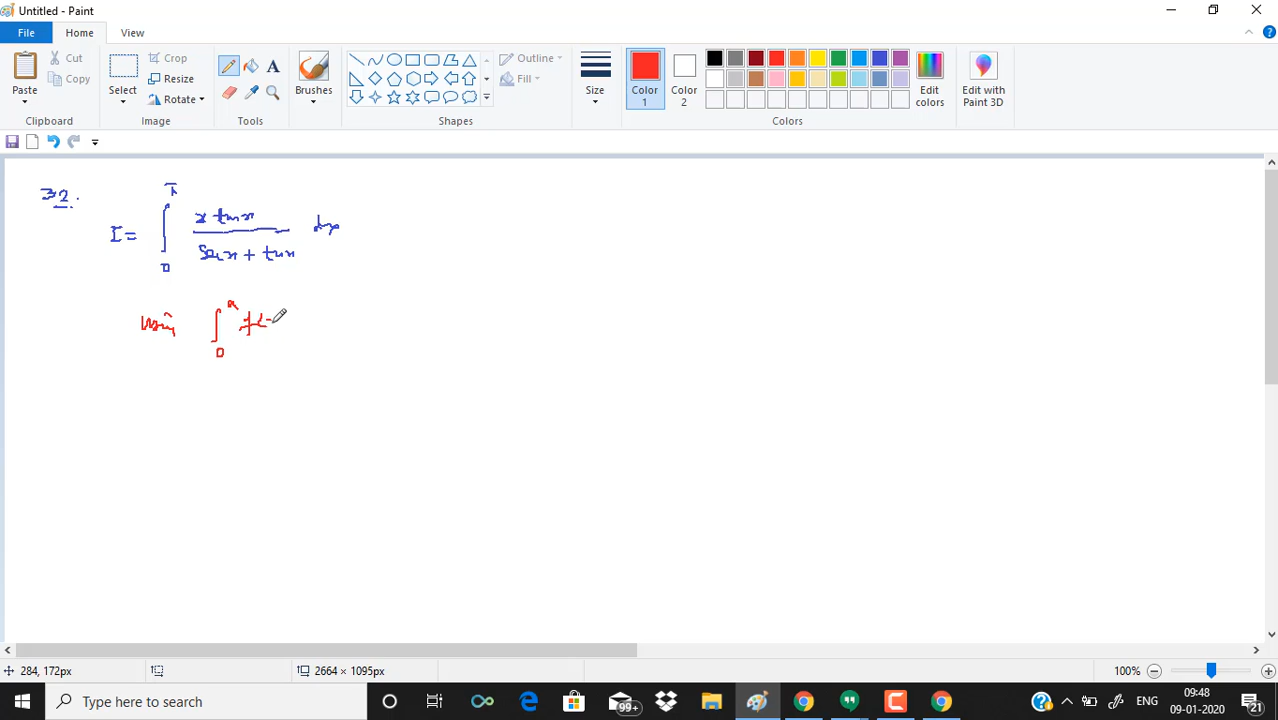 Untitled - Paint
File Home View
Cut
Copy
Paste
Clipboard
Crop
Resize
Rotate
Select
Image
A
Tools
Brushes
Outline
Fill
Shapes
Size
Color 1
Color 2
Edit colors
Edit with Paint 3D
Colors
32.
I = ∫₀^π x tan x / (sec x + tan x) dx
∫₀^a f(
284, 172px
2664 × 1095px
100%
Type here to search
99+
ENG
09:48
09-01-2020
21